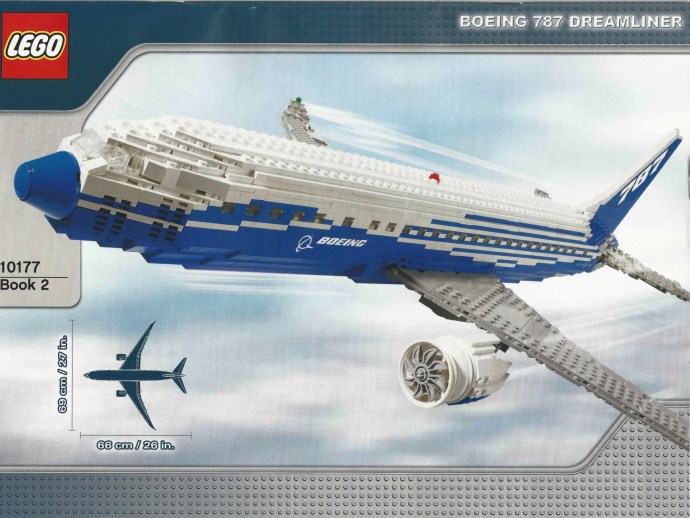 LEGO
BOEING 787 DREAMLINER
787
BOEING
10177
Book 2
69 cm / 27 in.
66 cm / 26 in.